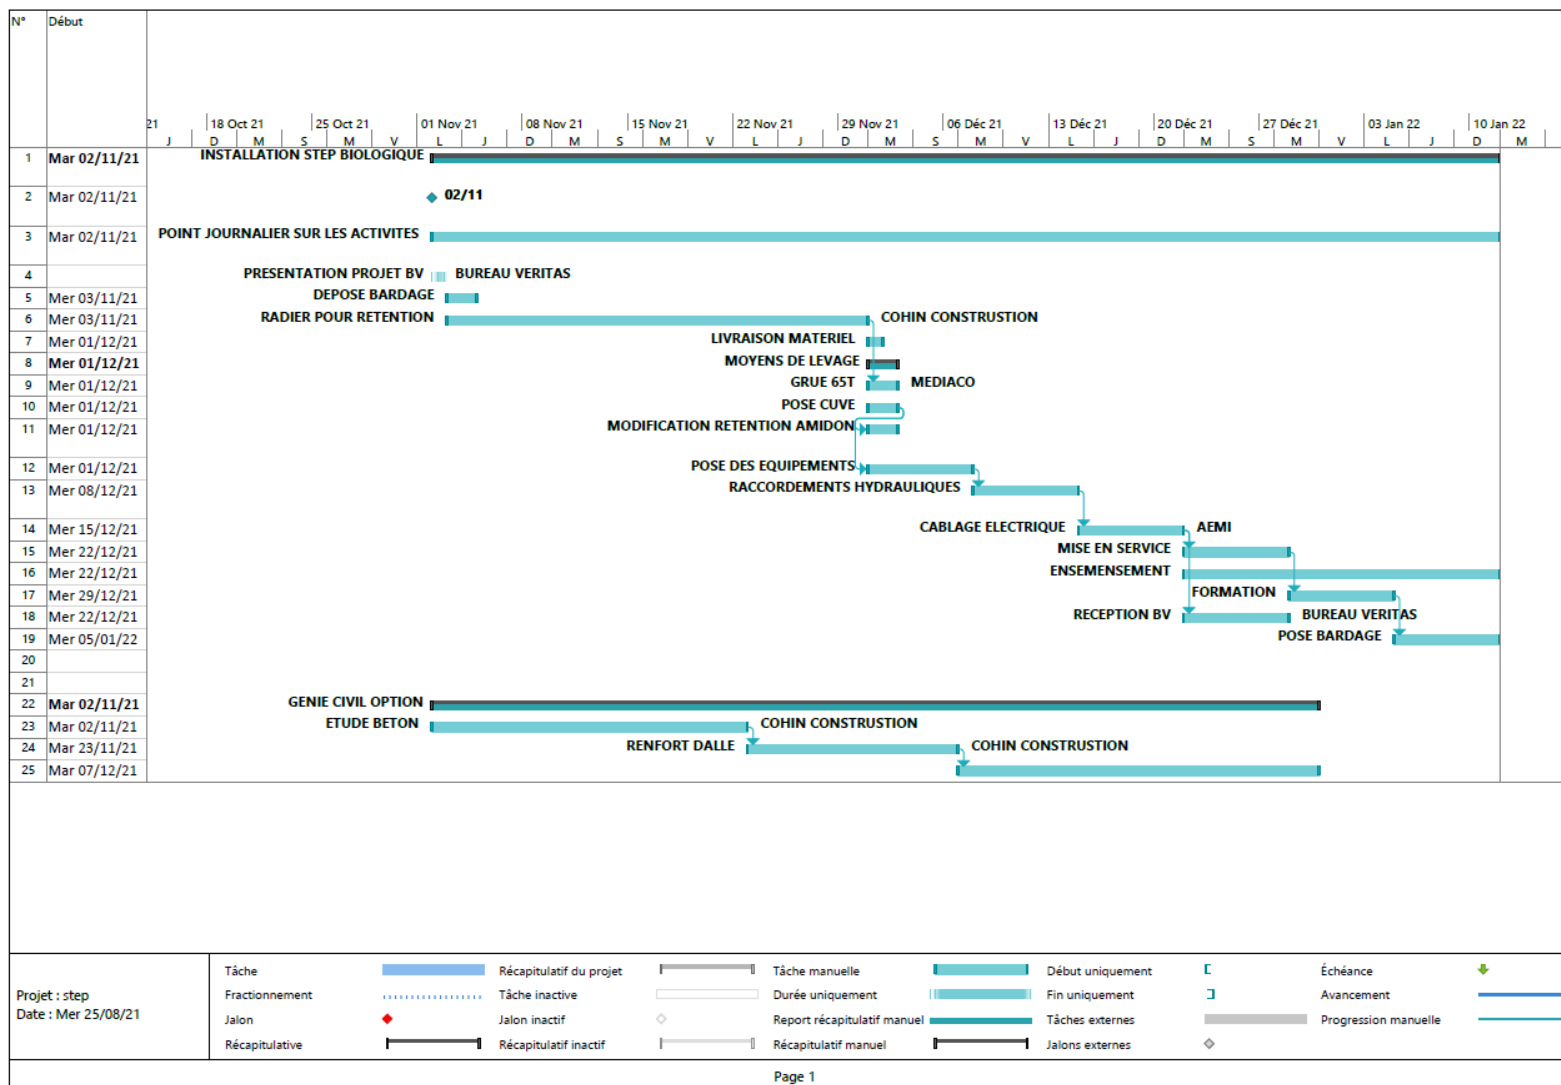 N° Début
21 18 Oct 21 25 Oct 21 01 Nov 21 08 Nov 21 15 Nov 21 22 Nov 21 29 Nov 21 06 Déc 21 13 Déc 21 20 Déc 21 27 Déc 21 03 Jan 22 10 Jan 22
J D M S M V L J D M S M V L J D M S M V L J D M S M V L J D M
1 Mar 02/11/21 INSTALLATION STEP BIOLOGIQUE
2 Mar 02/11/21 02/11
3 Mar 02/11/21 POINT JOURNALIER SUR LES ACTIVITES
4 PRESENTATION PROJET BV BUREAU VERITAS
5 Mer 03/11/21 DEPOSE BARDAGE
6 Mer 03/11/21 RADIER POUR RETENTION COHIN CONSTRUSTION
7 Mer 01/12/21 LIVRAISON MATERIEL
8 Mer 01/12/21 MOYENS DE LEVAGE
9 Mer 01/12/21 GRUE 65T MEDIACO
10 Mer 01/12/21 POSE CUVE
11 Mer 01/12/21 MODIFICATION RETENTION AMIDON
12 Mer 01/12/21 POSE DES EQUIPEMENTS
13 Mer 08/12/21 RACCORDEMENTS HYDRAULIQUES
14 Mer 15/12/21 CABLAGE ELECTRIQUE AEMI
15 Mer 22/12/21 MISE EN SERVICE
16 Mer 22/12/21 ENSEMENSEMENT
17 Mer 29/12/21 FORMATION
18 Mer 22/12/21 RECEPTION BV BUREAU VERITAS
19 Mer 05/01/22 POSE BARDAGE
20
21
22 Mar 02/11/21 GENIE CIVIL OPTION
23 Mar 02/11/21 ETUDE BETON COHIN CONSTRUSTION
24 Mar 23/11/21 RENFORT DALLE COHIN CONSTRUSTION
25 Mar 07/12/21
Projet : step
Date : Mer 25/08/21
Tâche Récapitulatif du projet Tâche manuelle Début uniquement Échéance
Fractionnement Tâche inactive Durée uniquement Fin uniquement Avancement
Jalon Jalon inactif Report récapitulatif manuel Tâches externes Progression manuelle
Récapitulative Récapitulatif inactif Récapitulatif manuel Jalons externes
Page 1